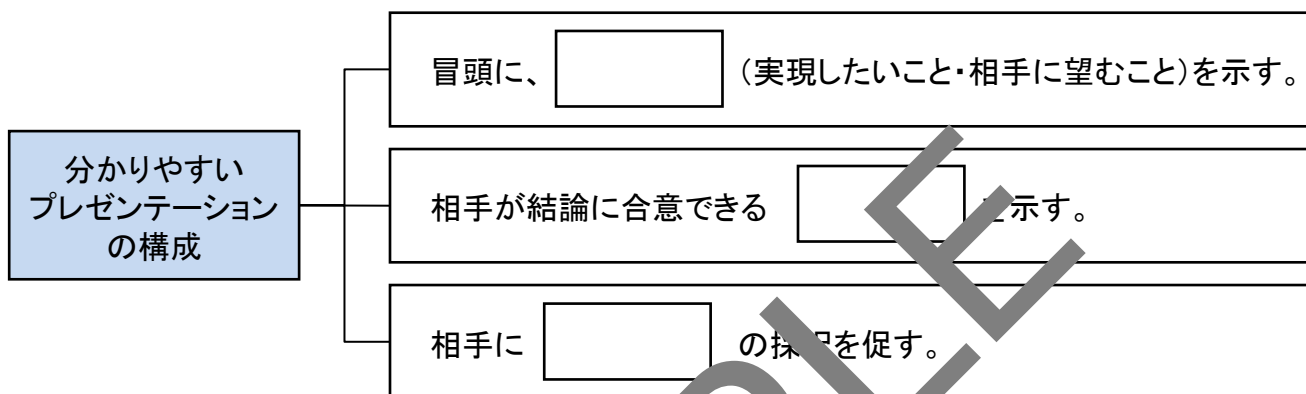 冒頭に、 (実現したいこと・相手に望むこと)を示す。
分かりやすい
プレゼンテーション
の構成
相手が結論に合意できる 示す。
相手に の採を促す。
PLE